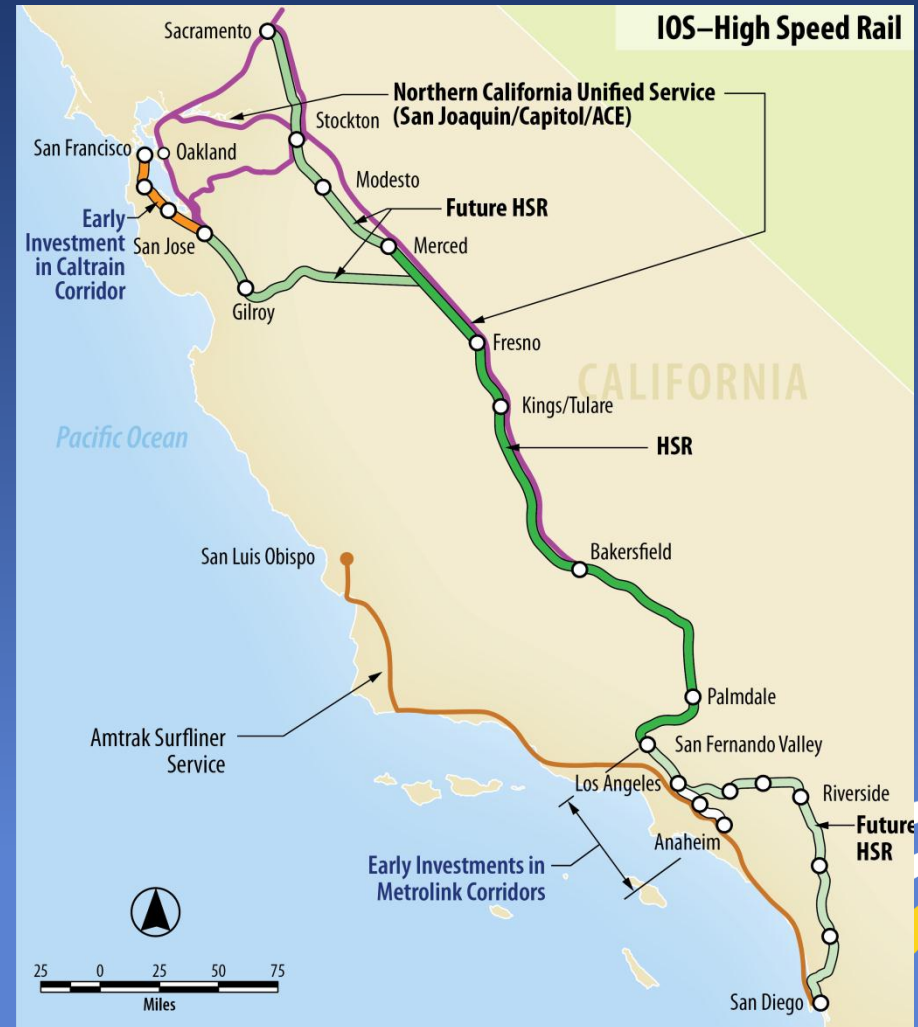 IOS–High Speed Rail
Sacramento
Northern California Unified Service
(San Joaquin/Capitol/ACE)
Stockton
San Francisco
Oakland
Modesto
Early
Investment
in Caltrain
Corridor
Future HSR
San Jose
Merced
Gilroy
Fresno
CALIFORNIA
Kings/Tulare
Pacific Ocean
HSR
San Luis Obispo
Bakersfield
Palmdale
Amtrak Surfliner
Service
San Fernando Valley
Los Angeles
Riverside
Future
HSR
Anaheim
Early Investments in
Metrolink Corridors
25 0 25 50 75
Miles
San Diego